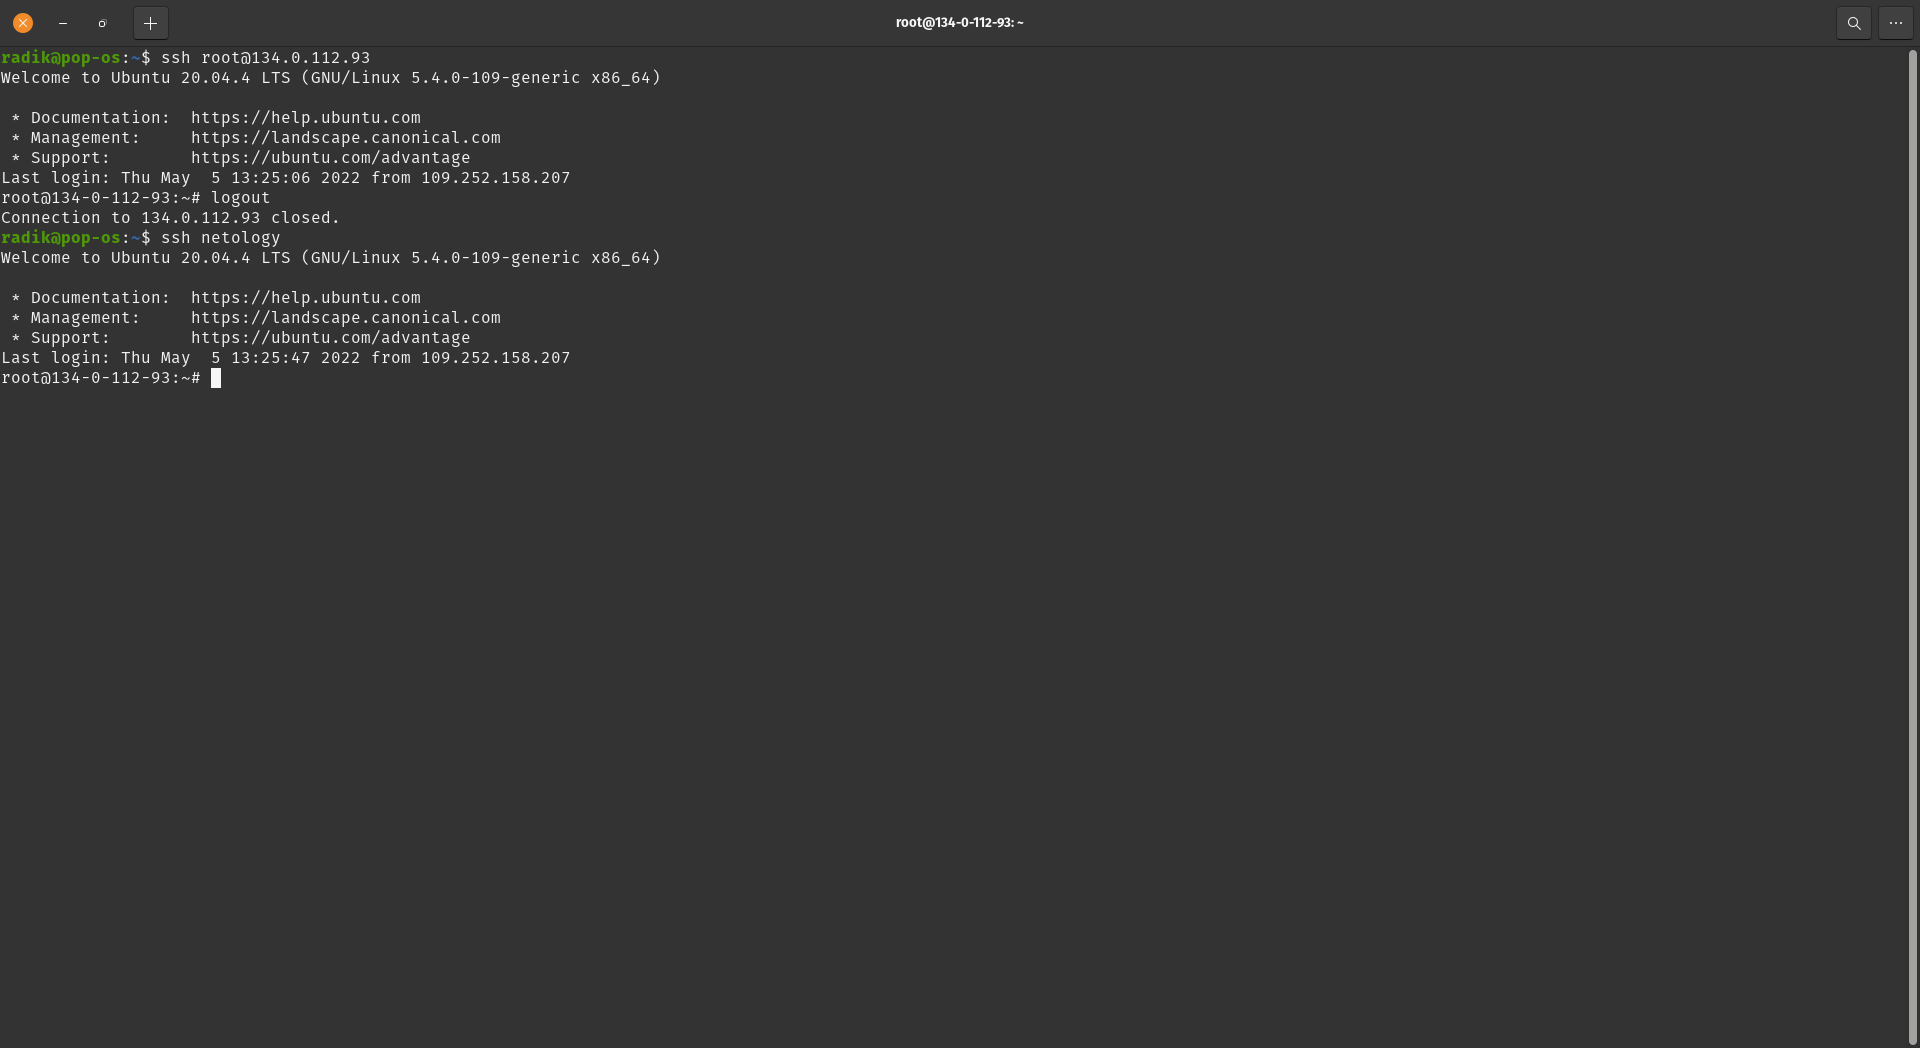 root@134-0-112-93: ~
radik@pop-os:~$ ssh root@134.0.112.93
Welcome to Ubuntu 20.04.4 LTS (GNU/Linux 5.4.0-109-generic x86_64)

 * Documentation:  https://help.ubuntu.com
 * Management:     https://landscape.canonical.com
 * Support:        https://ubuntu.com/advantage
Last login: Thu May  5 13:25:06 2022 from 109.252.158.207
root@134-0-112-93:~# logout
Connection to 134.0.112.93 closed.
radik@pop-os:~$ ssh netology
Welcome to Ubuntu 20.04.4 LTS (GNU/Linux 5.4.0-109-generic x86_64)

 * Documentation:  https://help.ubuntu.com
 * Management:     https://landscape.canonical.com
 * Support:        https://ubuntu.com/advantage
Last login: Thu May  5 13:25:47 2022 from 109.252.158.207
root@134-0-112-93:~#